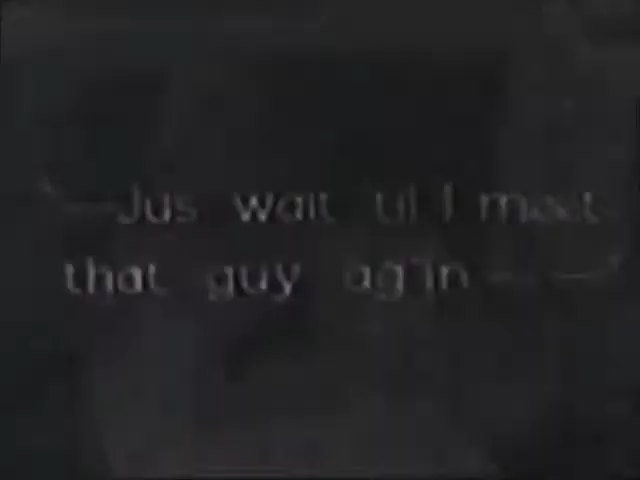 "—Jus wait til I meet
that guy ag'in — —"